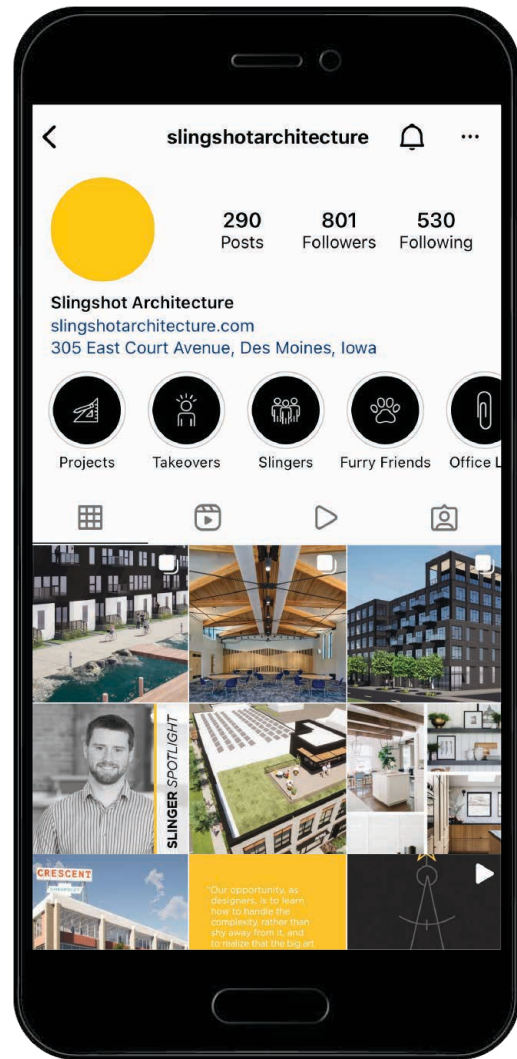 slingshotarchitecture
290 801 530
Posts Followers Following
Slingshot Architecture
slingshotarchitecture.com
305 East Court Avenue, Des Moines, Iowa
Projects Takeovers Slingers Furry Friends Office L
SLINGER SPOTLIGHT
CRESCENT
CHEVROLET
"Our opportunity, as
designers, is to learn
how to handle the
complexity, rather than
shy away from it, and
to realize that the big art